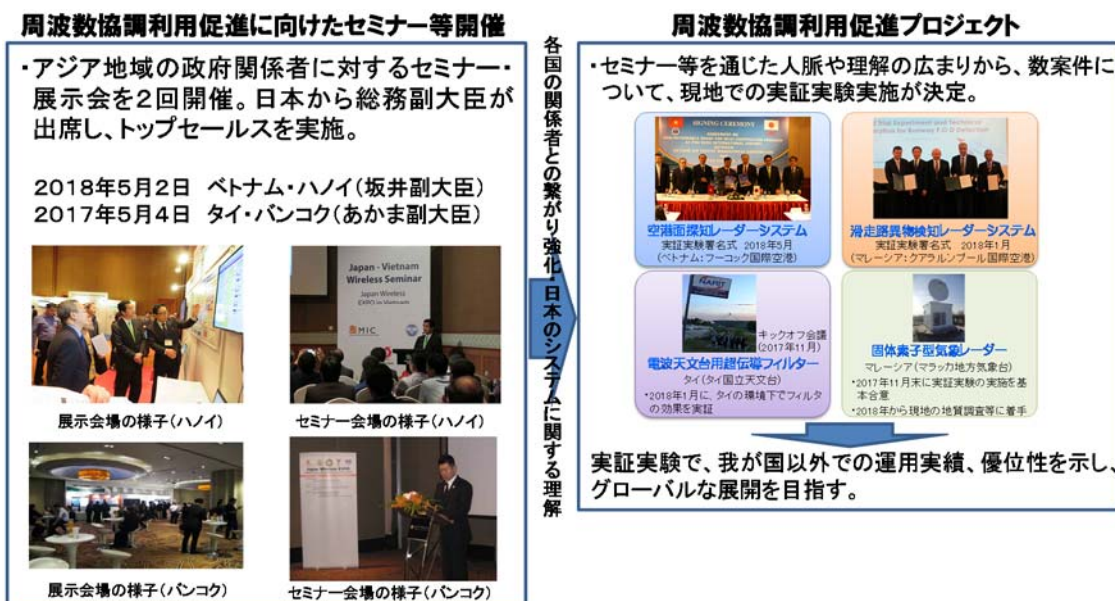 周波数協調利用促進に向けたセミナー等開催
・アジア地域の政府関係者に対するセミナー・
展示会を2回開催。日本から総務副大臣が
出席し、トップセールスを実施。
2018年5月2日 ベトナム・ハノイ(坂井副大臣)
2017年5月4日 タイ・バンコク(あかま副大臣)
Japan - Vietnam
Wireless Seminar
Japan Wireless
EXPO in Vietnam
MIC
展示会場の様子(ハノイ)
セミナー会場の様子(ハノイ)
展示会場の様子(バンコク)
セミナー会場の様子(バンコク)
各国の関係者との繋がり強化・日本のシステムに関する理解
周波数協調利用促進プロジェクト
・セミナー等を通じた人脈や理解の広まりから、数案件に
ついて、現地での実証実験実施が決定。
SIGNING CEREMONY
空港面探知レーダーシステム
実証実験署名式 2018年5月
(ベトナム:フーコック国際空港)
滑走路異物検知レーダーシステム
実証実験署名式 2018年1月
(マレーシア:クアラルンプール国際空港)
キックオフ会議
(2017年11月)
電波天文台用超伝導フィルター
タイ(タイ国立天文台)
・2018年1月に、タイの環境下でフィルタ
の効果を実証
固体素子型気象レーダー
マレーシア(マラッカ地方気象台)
・2017年11月末に実証実験の実施を基
本合意
・2018年から現地の地質調査等に着手
実証実験で、我が国以外での運用実績、優位性を示し、
グローバルな展開を目指す。